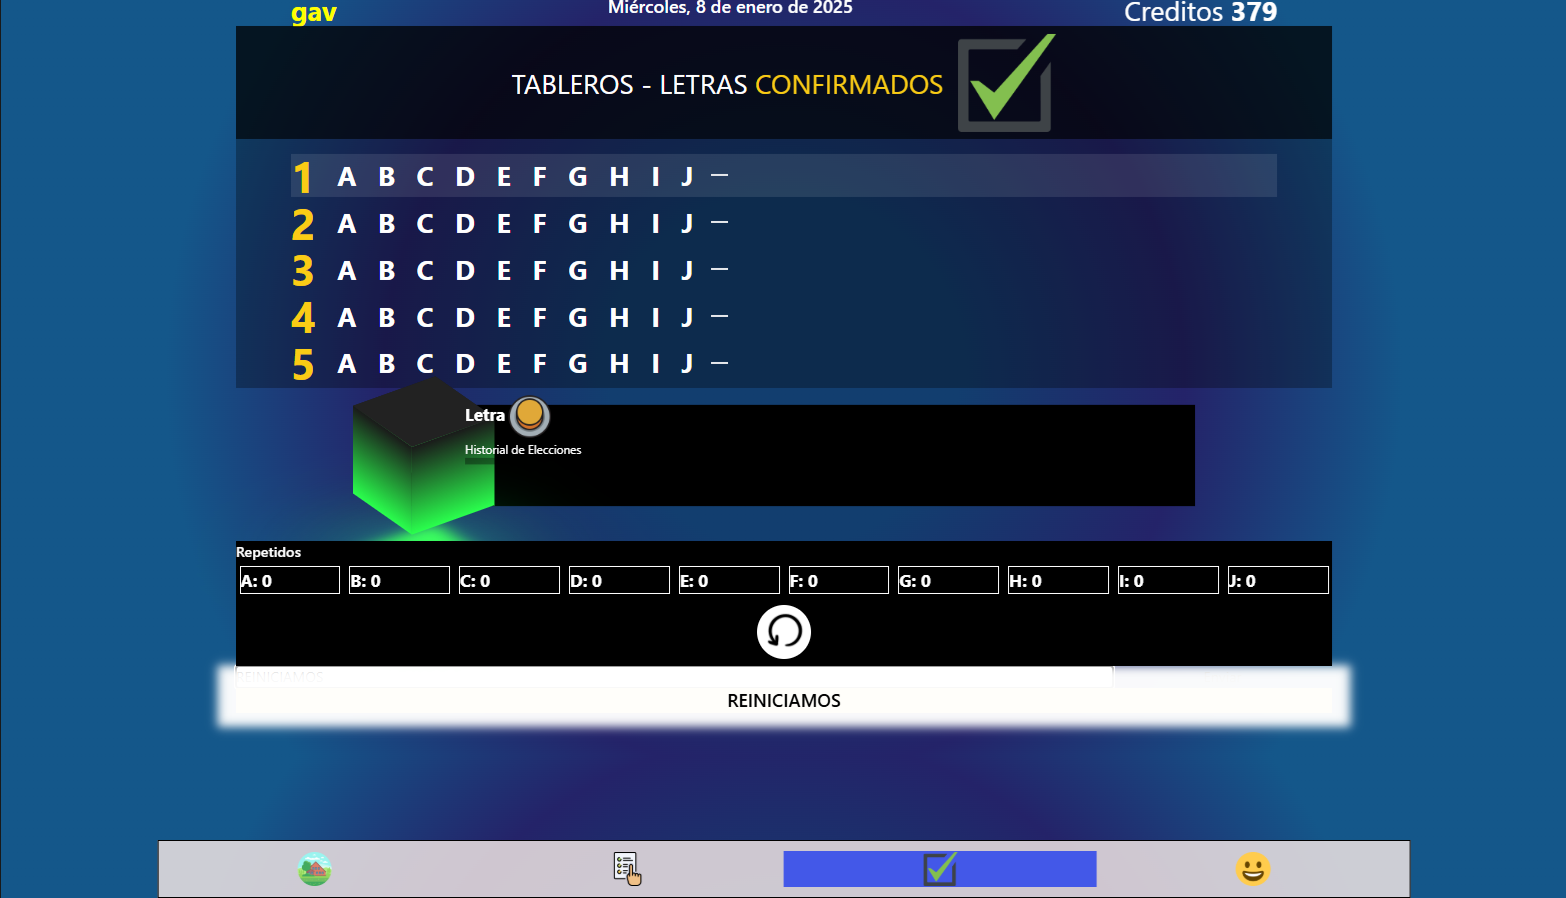 gav
Miércoles, 8 de enero de 2025
Creditos 379
TABLEROS - LETRAS CONFIRMADOS
1 A B C D E F G H I J —
2 A B C D E F G H I J —
3 A B C D E F G H I J —
4 A B C D E F G H I J —
5 A B C D E F G H I J —
Letra
Historial de Elecciones
Repetidos
A: 0 B: 0 C: 0 D: 0 E: 0 F: 0 G: 0 H: 0 I: 0 J: 0
REINICIAMOS
REINICIAMOS